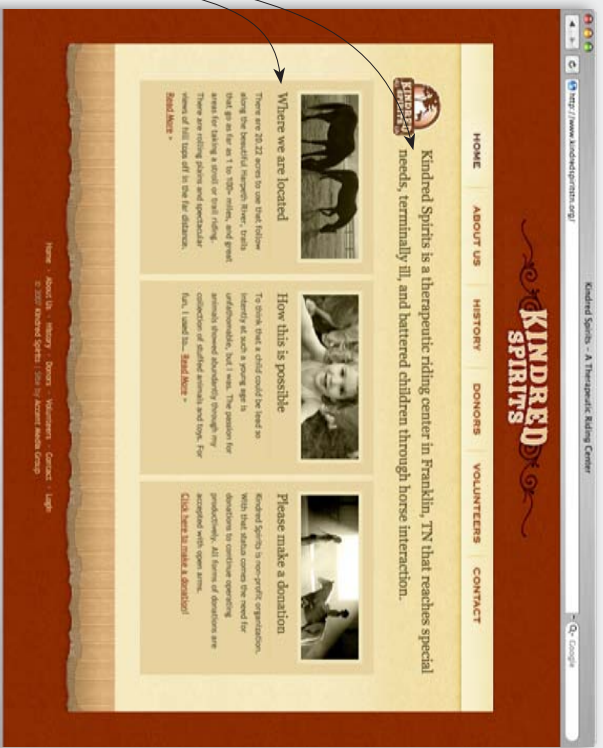 Kindred Spirits – A Therapeutic Riding Center
http://www.kindredspiritstn.org/
Q- Google
KINDRED
SPIRITS
HOME
ABOUT US
HISTORY
DONORS
VOLUNTEERS
CONTACT
KINDRED
SPIRITS
Kindred Spirits is a therapeutic riding center in Franklin, TN that reaches special
needs, terminally ill, and battered children through horse interaction.
Where we are located
There are 20.22 acres to use that follow
along the beautiful Harpeth River, trails
that go as far as 1 to 100+ miles, and great
areas for taking a stroll or trail riding.
There are rolling plains and spectacular
views of hill tops off in the far distance.
Read More »
How this is possible
To think that a child could be leed so
intently at such a young age is
unfathomable, but I was. The passion for
animals showed abundantly through my
collection of stuffed animals and toys. For
fun, I used to... Read More »
Please make a donation
Kindred Spirits is non-profit organization.
With that status comes the need for
donations to continue operating
productively. All forms of donations are
accepted with open arms.
Click here to make a donation!
Home · About Us · History · Donors · Volunteers · Contact · Login
© 2007 Kindred Spirits | Site by Accent Media Group